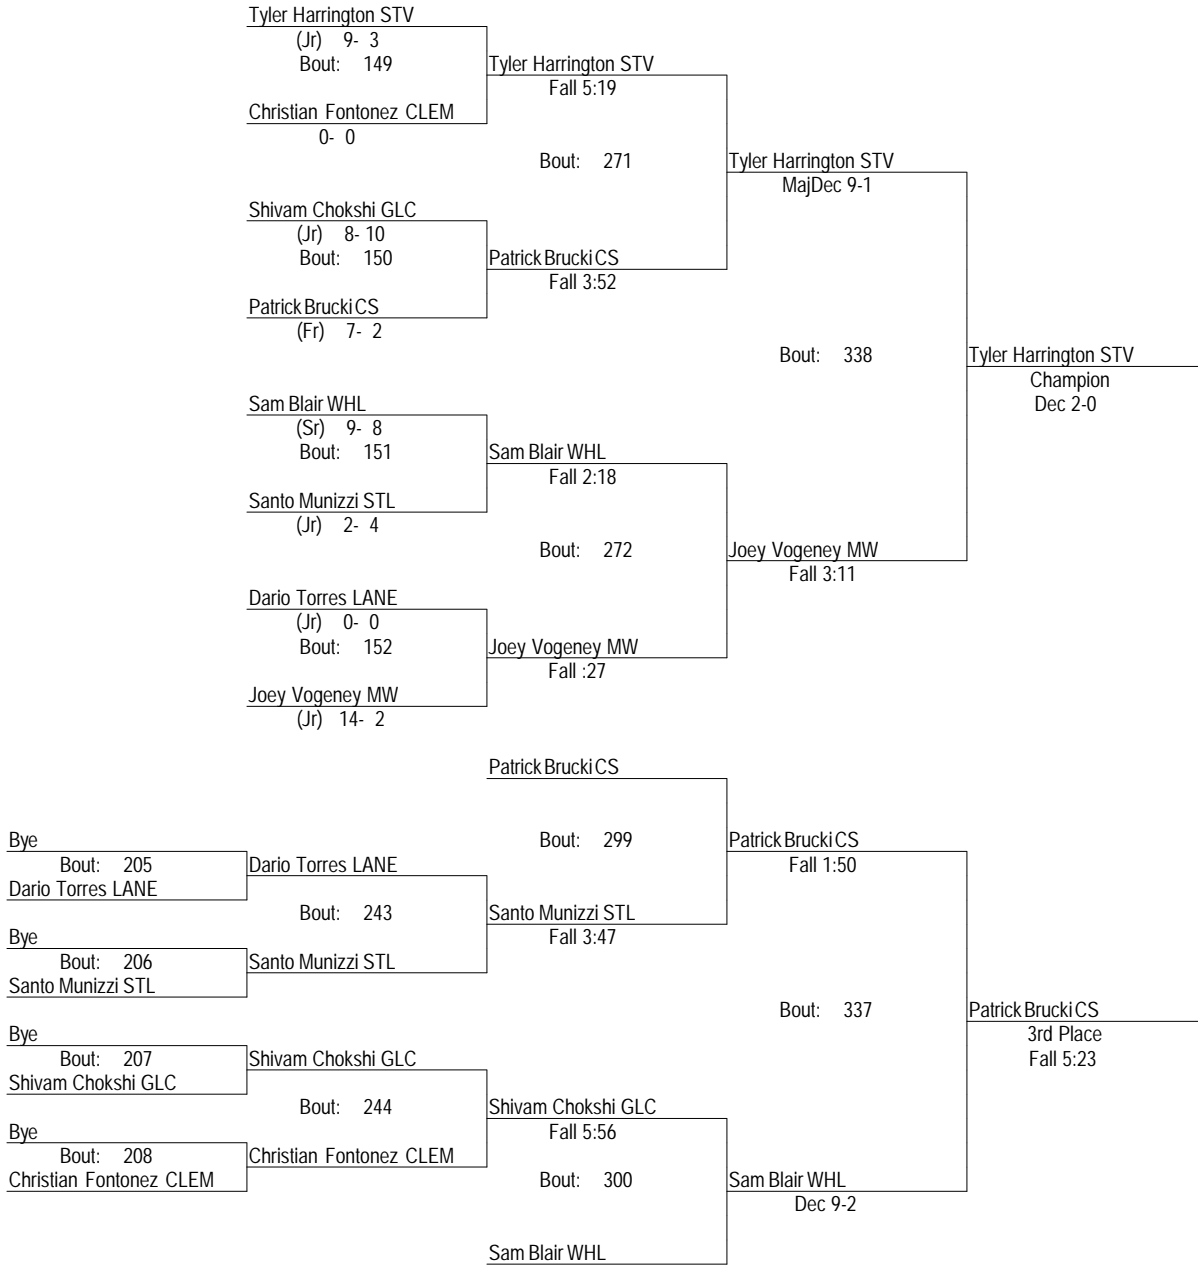 Tyler Harrington STV
(Jr) 9- 3
Bout: 149
Tyler Harrington STV
Fall 5:19
Christian Fontonez CLEM
0- 0
Bout: 271
Tyler Harrington STV
MajDec 9-1
Shivam Chokshi GLC
(Jr) 8- 10
Bout: 150
Patrick Brucki CS
Fall 3:52
Patrick Brucki CS
(Fr) 7- 2
Bout: 338
Tyler Harrington STV
Champion
Dec 2-0
Sam Blair WHL
(Sr) 9- 8
Bout: 151
Sam Blair WHL
Fall 2:18
Santo Munizzi STL
(Jr) 2- 4
Bout: 272
Joey Vogeney MW
Fall 3:11
Dario Torres LANE
(Jr) 0- 0
Bout: 152
Joey Vogeney MW
Fall :27
Joey Vogeney MW
(Jr) 14- 2
Patrick Brucki CS
Bye
Bout: 205
Dario Torres LANE
Dario Torres LANE
Bout: 299
Patrick Brucki CS
Fall 1:50
Bout: 243
Santo Munizzi STL
Fall 3:47
Bye
Bout: 206
Santo Munizzi STL
Santo Munizzi STL
Bout: 337
Patrick Brucki CS
3rd Place
Fall 5:23
Bye
Bout: 207
Shivam Chokshi GLC
Shivam Chokshi GLC
Bout: 244
Shivam Chokshi GLC
Fall 5:56
Bye
Bout: 208
Christian Fontonez CLEM
Christian Fontonez CLEM
Bout: 300
Sam Blair WHL
Dec 9-2
Sam Blair WHL